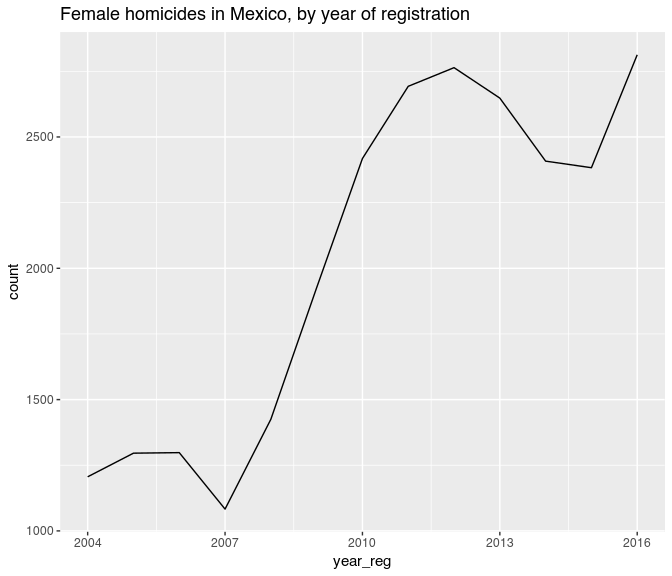 Female homicides in Mexico, by year of registration
2500
2000
1500
1000
count
2004 2007 2010 2013 2016
year_reg